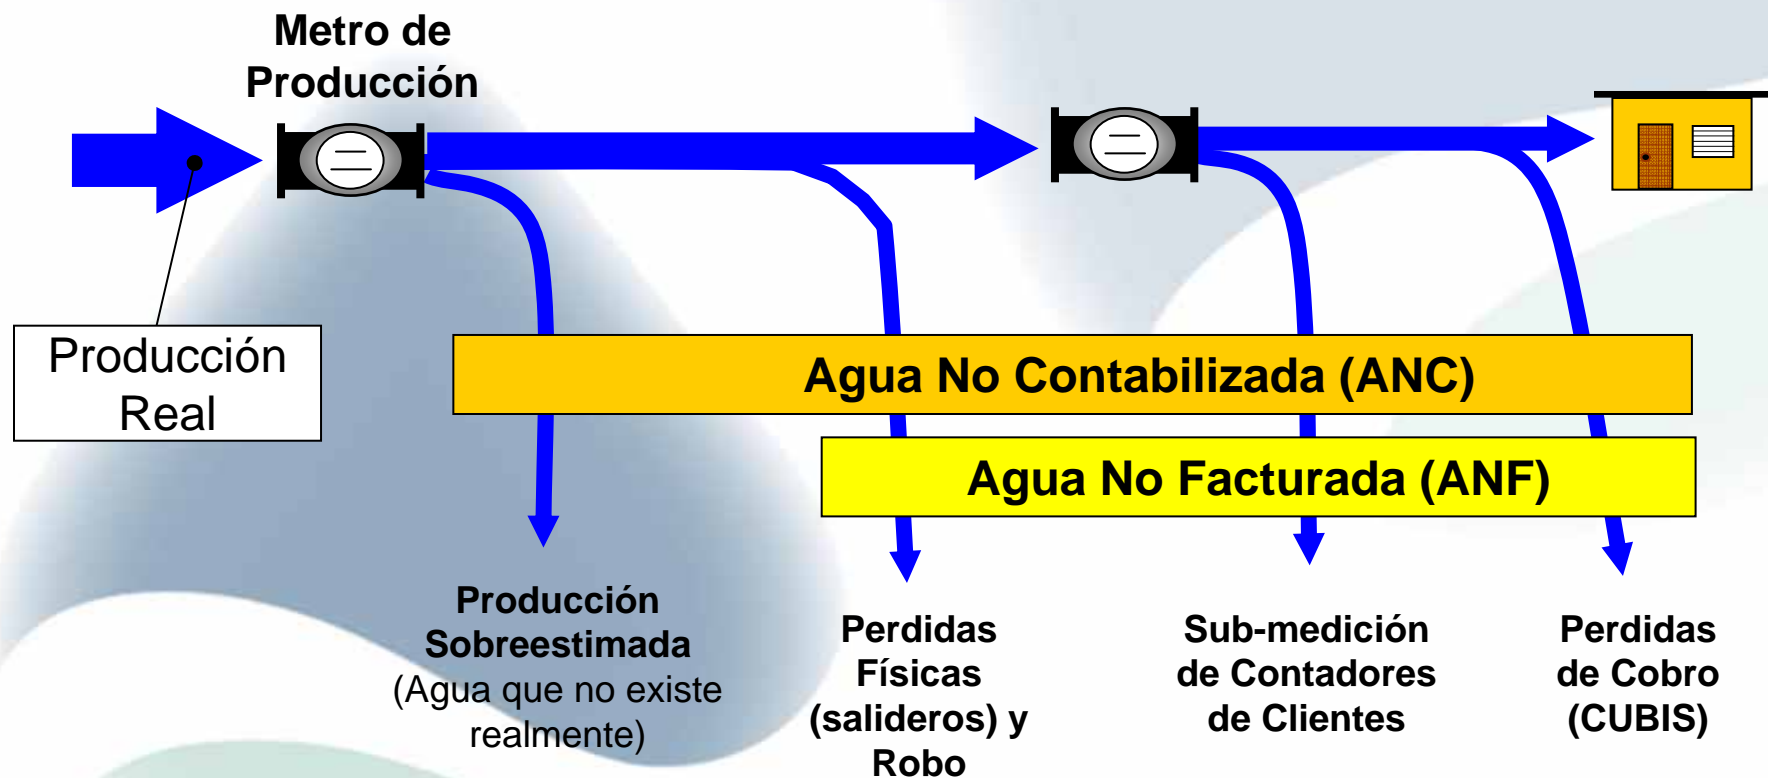 Metro de
Producción
Producción
Real
Agua No Contabilizada (ANC)
Agua No Facturada (ANF)
Producción
Sobreestimada
(Agua que no existe
realmente)
Perdidas
Físicas
(salideros) y
Robo
Sub-medición
de Contadores
de Clientes
Perdidas
de Cobro
(CUBIS)